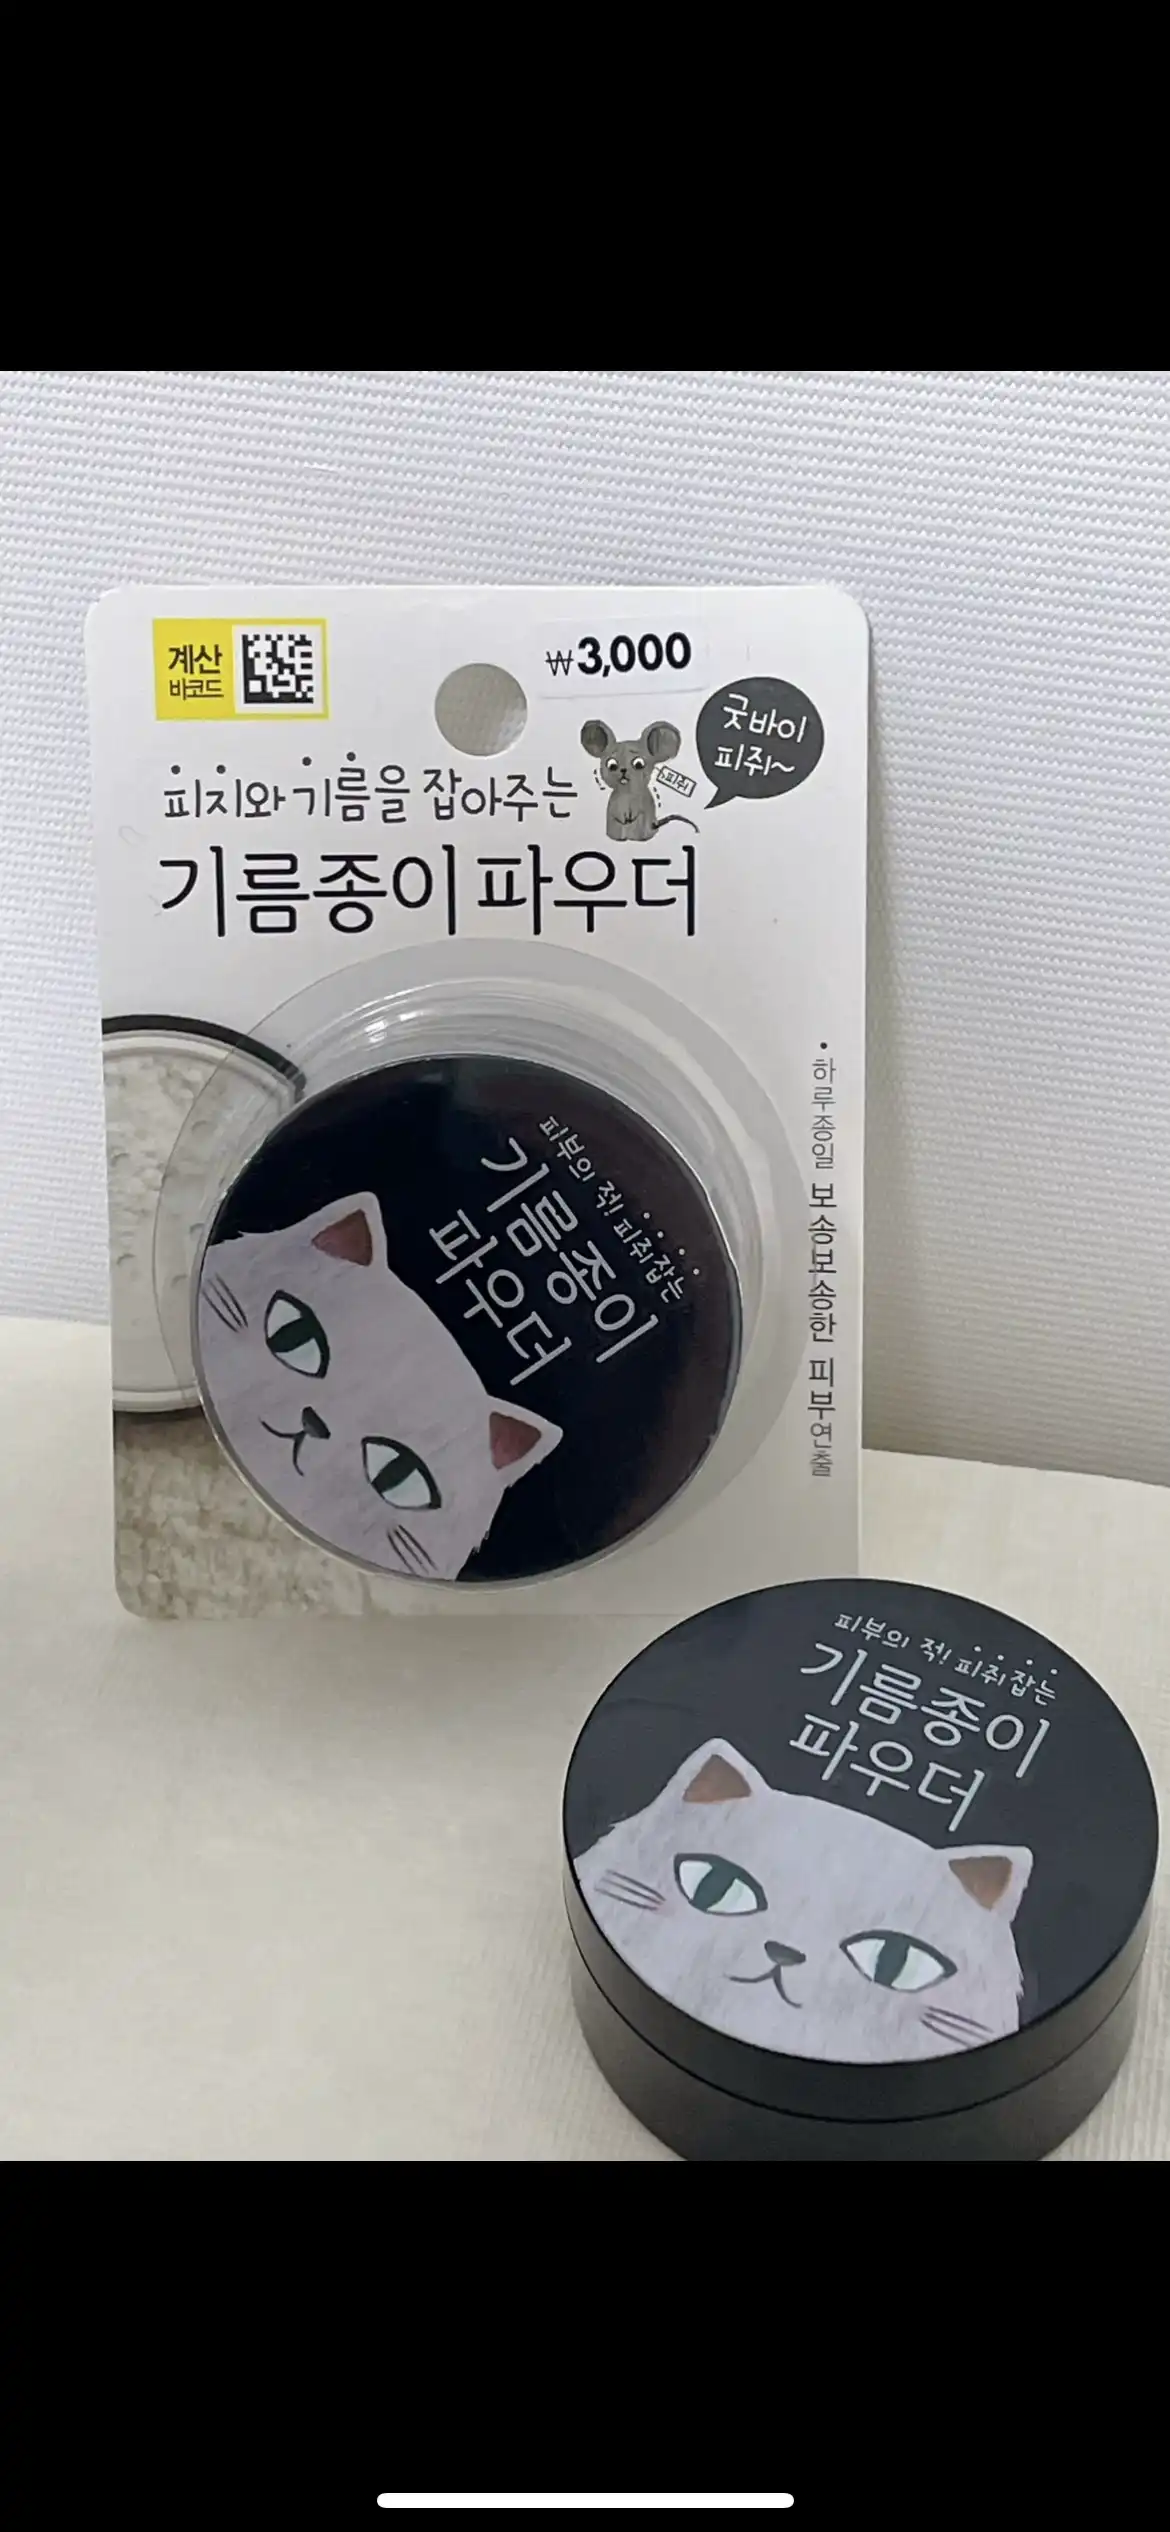 계산
바코드
₩3,000
굿바이
피쥐~
피쥐
피지와 기름을 잡아주는
기름종이 파우더
피부의 적! 피쥐잡는
기름종이
파우더
하루종일 보송보송한 피부연출
피부의 적! 피쥐잡는
기름종이
파우더